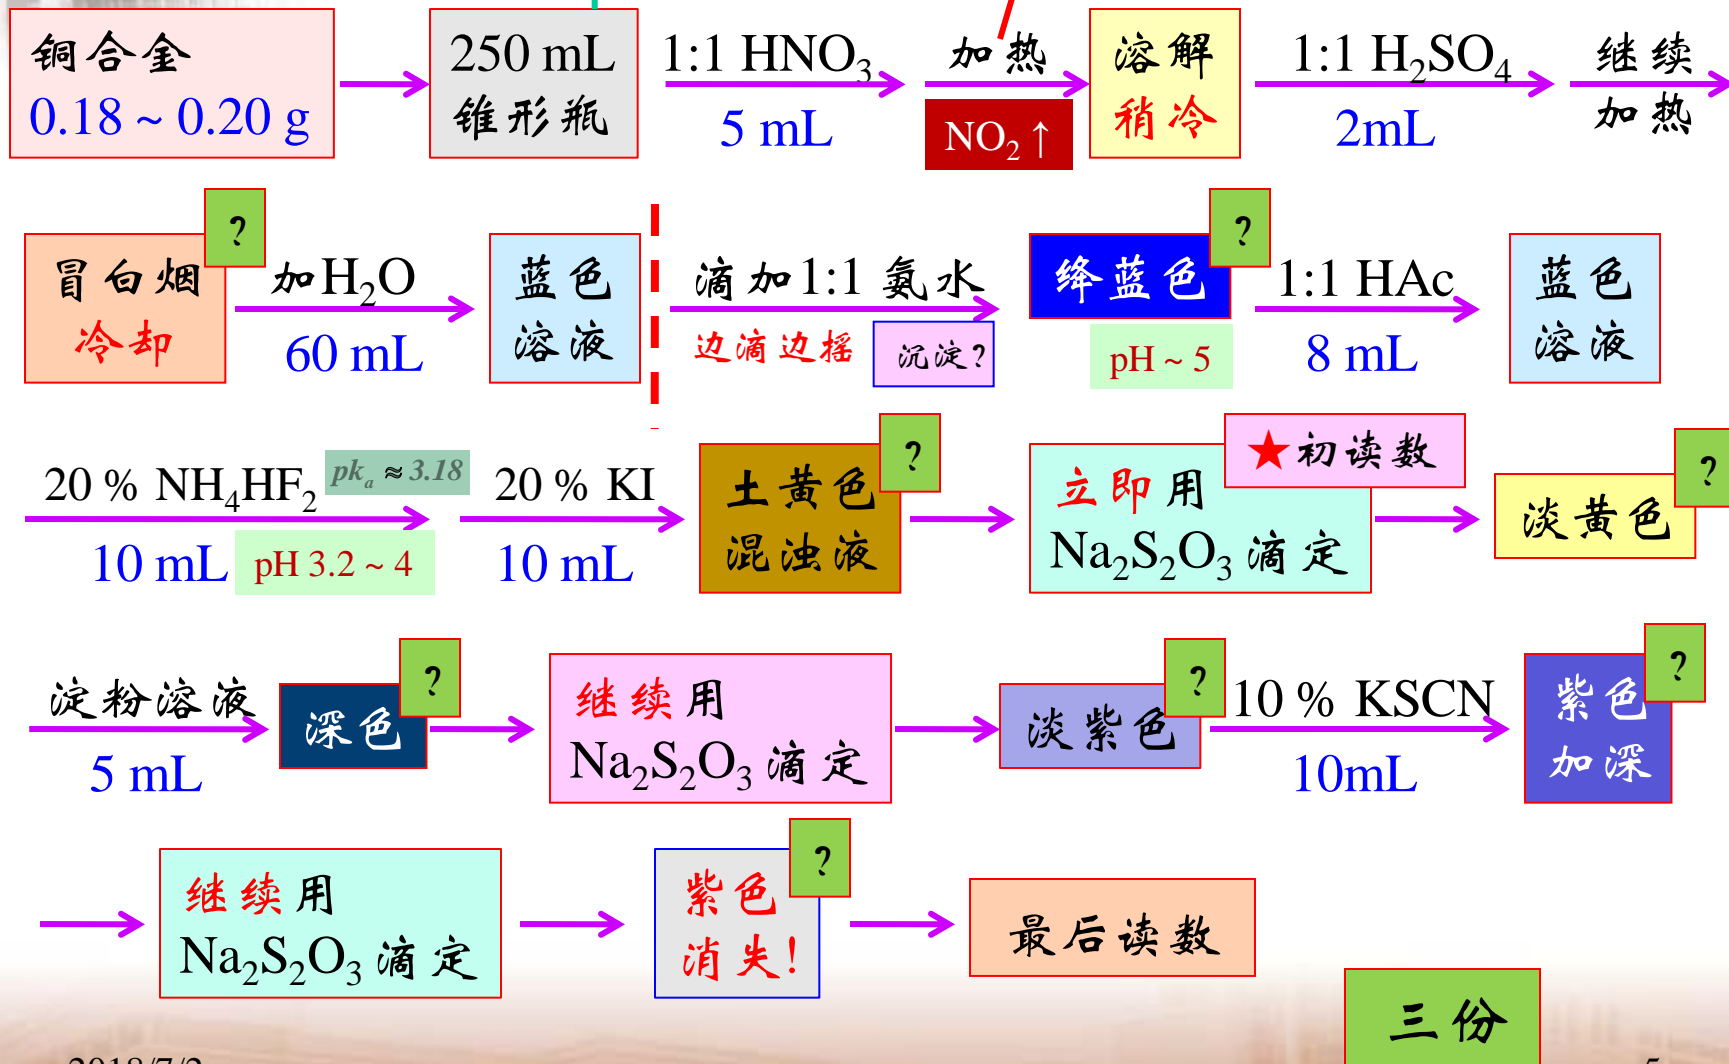 铜合金
0.18 ~ 0.20 g
250 mL
锥形瓶
1:1 HNO₃
5 mL
加热
NO₂ ↑
溶解
稍冷
1:1 H₂SO₄
2mL
继续
加热
冒白烟
冷却
?
加H₂O
60 mL
蓝色
溶液
滴加1:1 氨水
边滴边摇
沉淀?
绛蓝色
?
pH ~ 5
1:1 HAc
8 mL
蓝色
溶液
20 % NH₄HF₂
pkₐ ≈ 3.18
10 mL
pH 3.2 ~ 4
20 % KI
10 mL
土黄色
混浊液
?
★初读数
立即用
Na₂S₂O₃ 滴定
淡黄色
?
淀粉溶液
5 mL
深色
?
继续用
Na₂S₂O₃ 滴定
淡紫色
?
10 % KSCN
10mL
紫色
加深
?
继续用
Na₂S₂O₃ 滴定
紫色
消失!
?
最后读数
三份
2018/7/2
5